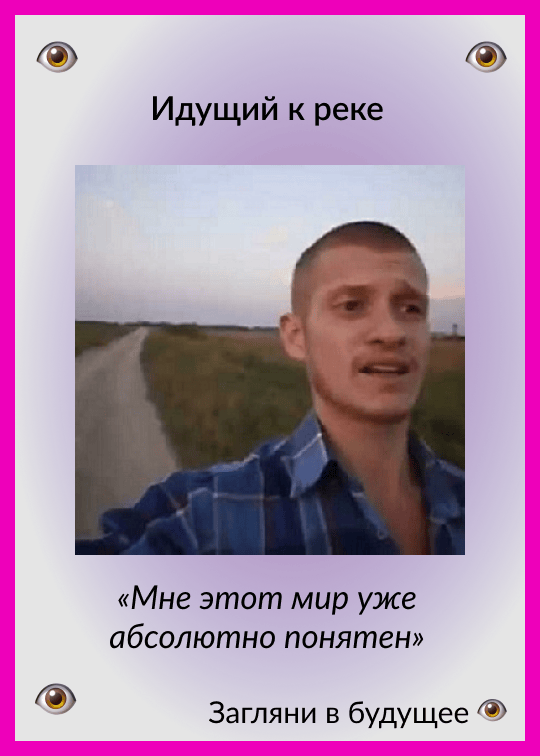 Идущий к реке
«Мне этот мир уже
абсолютно понятен»
Загляни в будущее